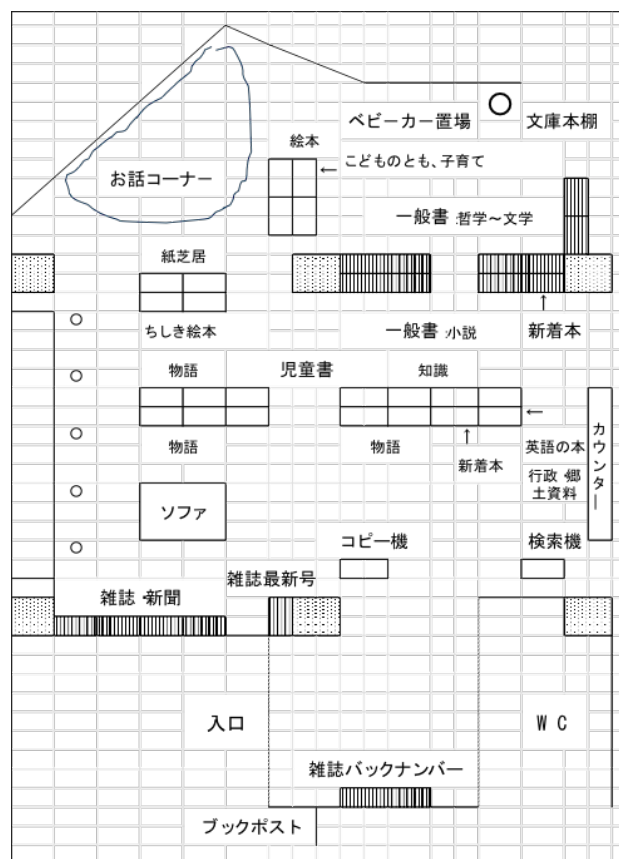 ベビーカー置場
文庫本棚
絵本
← こどものとも、子育て
お話コーナー
一般書 哲学～文学
紙芝居
↑
ちしき絵本
一般書 小説
新着本
物語
児童書
知識
←
カウンター
物語
物語
↑
英語の本
新着本
行政・郷
土資料
ソファ
コピー機
検索機
雑誌最新号
雑誌・新聞
入口
ＷＣ
雑誌バックナンバー
ブックポスト